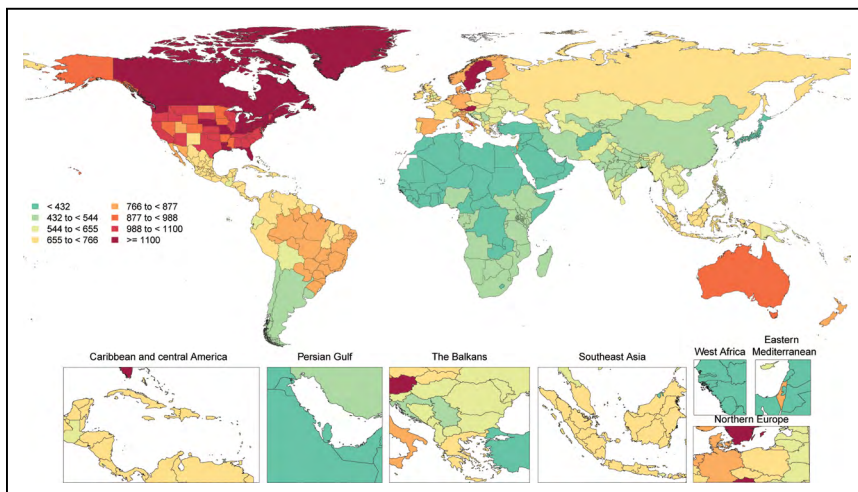 < 432
432 to < 544
544 to < 655
655 to < 766
766 to < 877
877 to < 988
988 to < 1100
>= 1100
Caribbean and central America
Persian Gulf
The Balkans
Southeast Asia
West Africa
Eastern
Mediterranean
Northern Europe